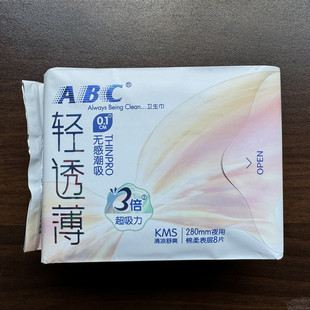 ABC®
Always Being Clean...卫生巾
轻透薄
0.1
CM
THINPRO
无感潮吸
3倍
超吸力
OPEN
KMS
清凉舒爽
280mm夜用
棉柔表层8片